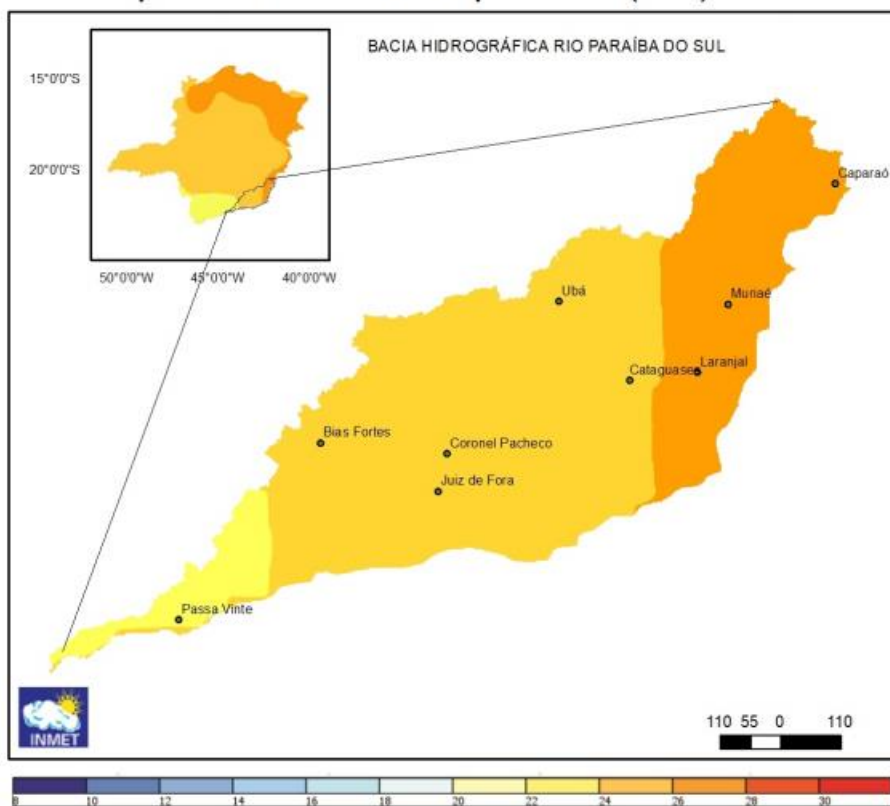 BACIA HIDROGRÁFICA RIO PARAÍBA DO SUL
15°0'0"S
20°0'0"S
50°0'0"W 45°0'0"W 40°0'0"W
Caparaó
Ubá
Muriaé
Cataguases
Laranjal
Bias Fortes
Coronel Pacheco
Juiz de Fora
Passa Vinte
INMET
110 55 0 110
8 10 12 14 16 18 20 22 24 26 28 30